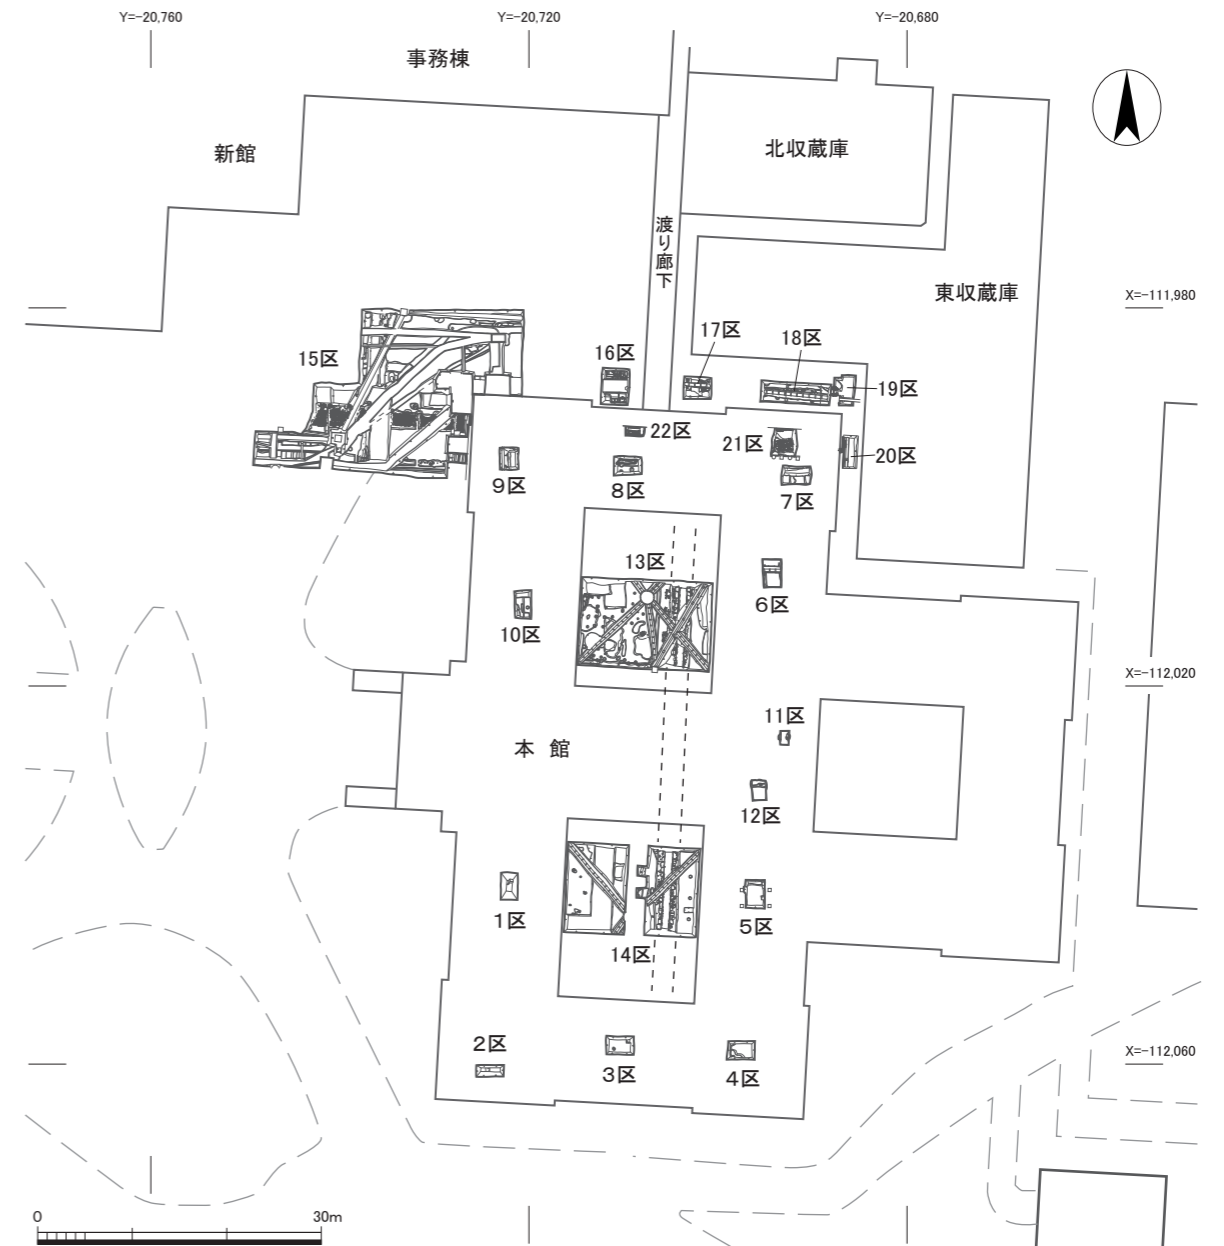 Y=-20,760
Y=-20,720
Y=-20,680
事務棟
新館
北収蔵庫
渡り廊下
東収蔵庫
X=-111,980
17区
18区
15区
16区
19区
22区
21区
20区
9区
8区
7区
13区
6区
10区
X=-112,020
11区
本 館
12区
1区
5区
14区
2区
3区
4区
X=-112,060
0
30m